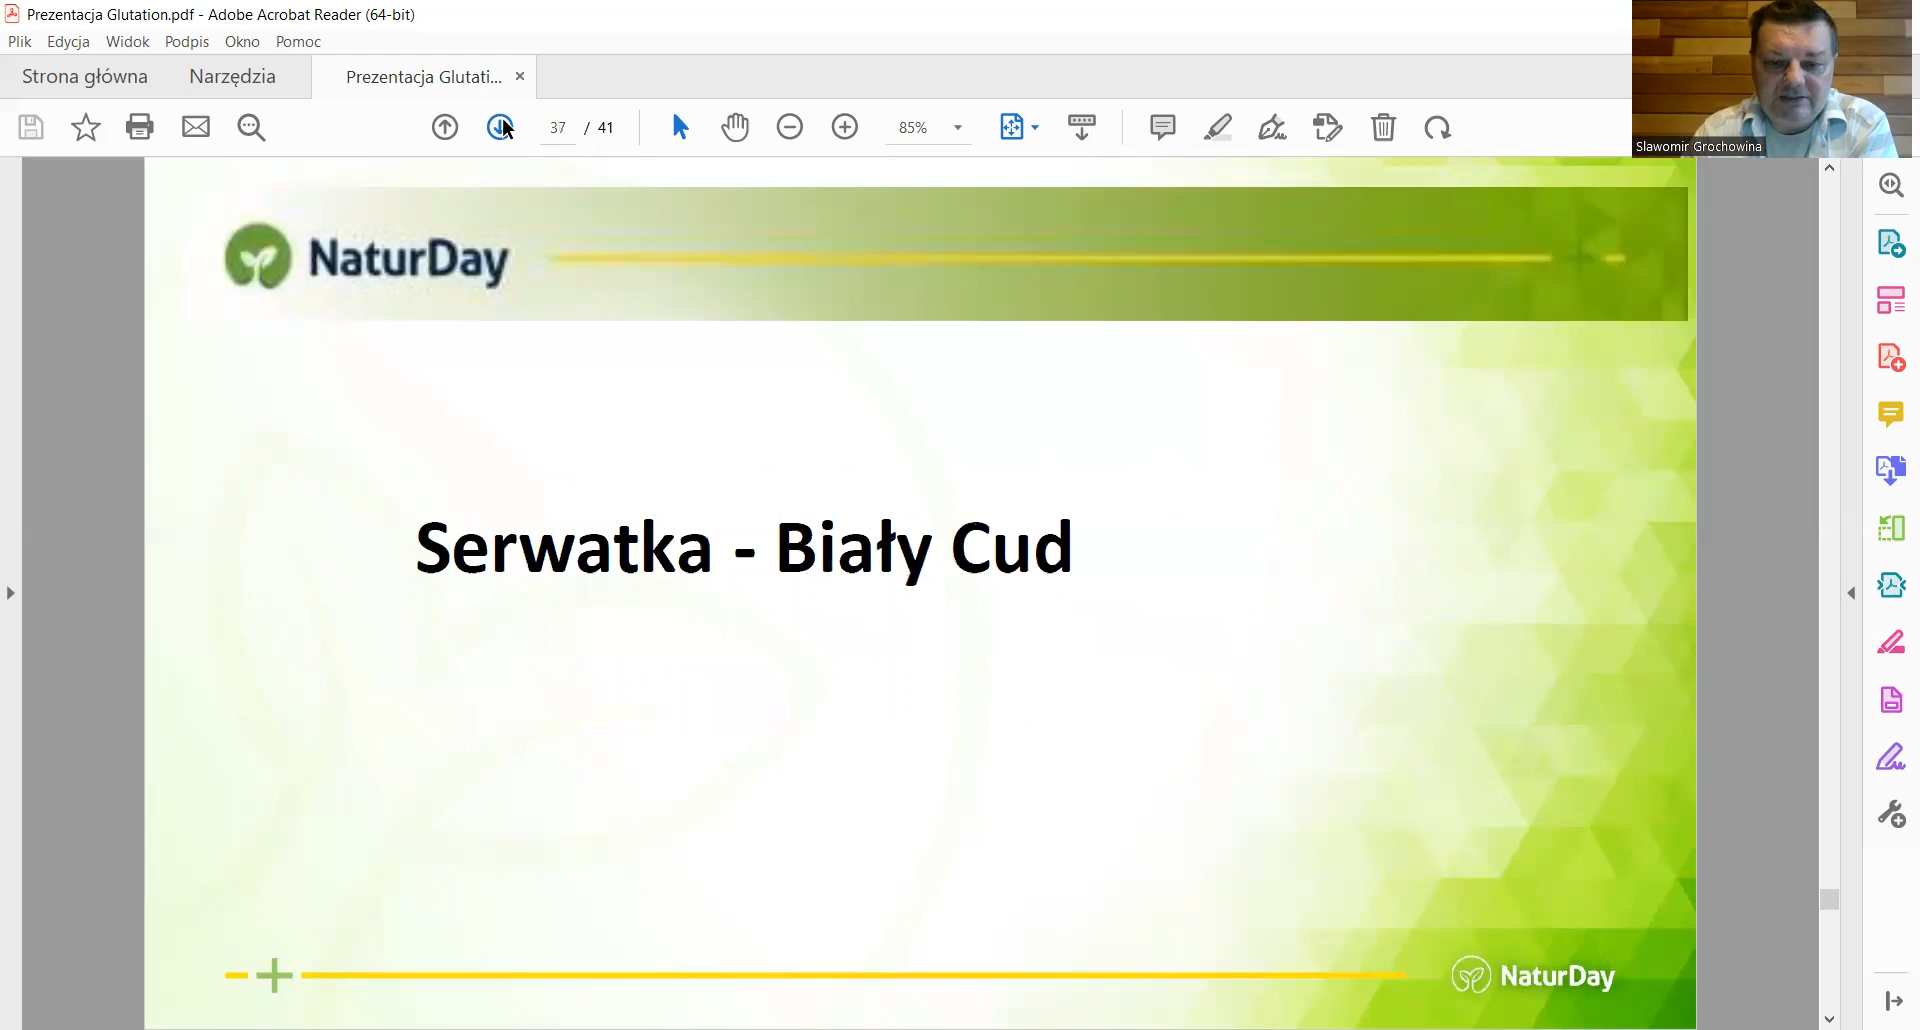 Prezentacja Glutation.pdf - Adobe Acrobat Reader (64-bit)
Plik Edycja Widok Podpis Okno Pomoc
Strona główna Narzędzia Prezentacja Glutati... ×
37 / 41 85%
Slawomir Grochowina
NaturDay
Serwatka - Biały Cud
NaturDay